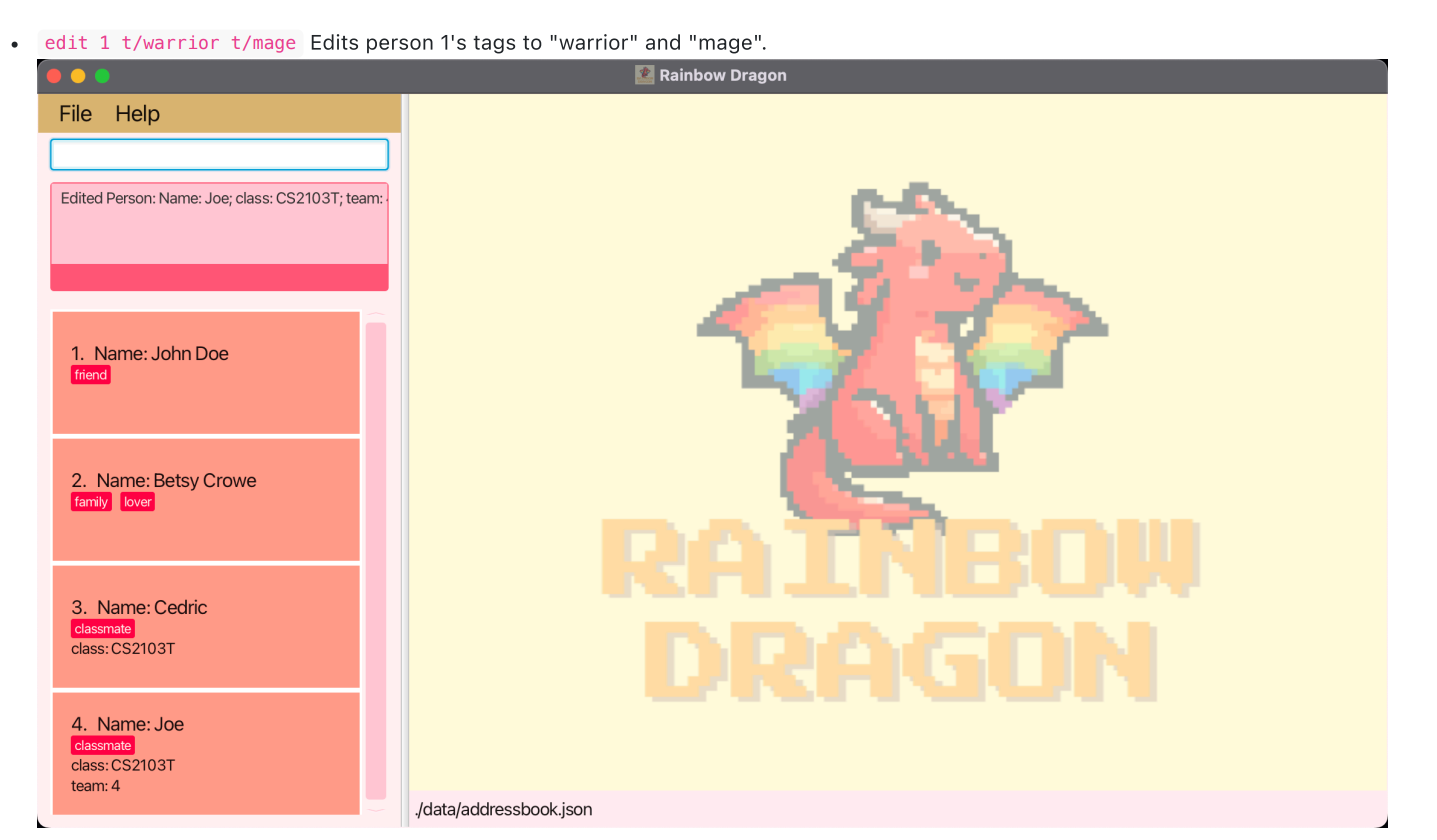 • edit 1 t/warrior t/mage Edits person 1's tags to "warrior" and "mage".
Rainbow Dragon
File Help
Edited Person: Name: Joe; class: CS2103T; team:
1. Name: John Doe
friend
2. Name: Betsy Crowe
family lover
3. Name: Cedric
classmate
class: CS2103T
4. Name: Joe
classmate
class: CS2103T
team: 4
RAINBOW
DRAGON
./data/addressbook.json